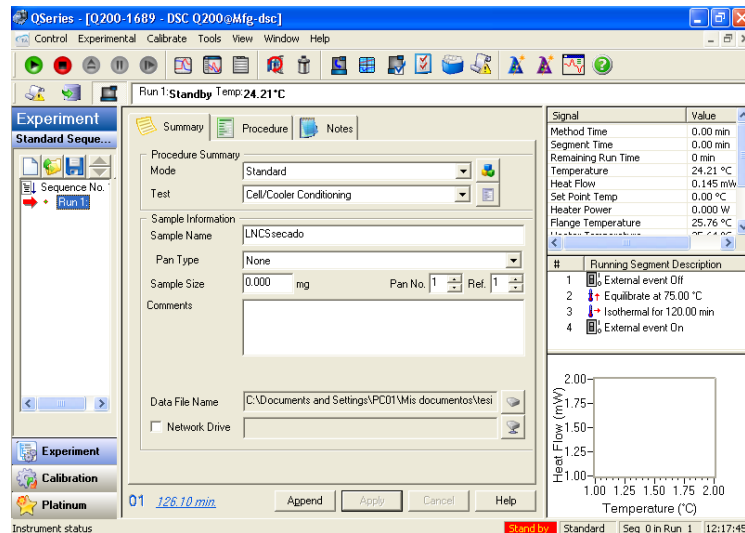 QSeries - [Q200-1689 - DSC Q200@Mfg-dsc]
Control Experimental Calibrate Tools View Window Help
Run 1:Standby Temp:24.21°C
Experiment
Standard Seque...
Sequence No.
Run 1:
Experiment
Calibration
Platinum
Summary Procedure Notes
Procedure Summary
Mode Standard
Test Cell/Cooler Conditioning
Sample Information
Sample Name LNCSsecado
Pan Type None
Sample Size 0.000 mg Pan No. 1 Ref. 1
Comments
Data File Name C:\Documents and Settings\PC01\Mis documentos\tesi
Network Drive
01 126.10 min. Append Apply Cancel Help
Signal Value
Method Time 0.00 min
Segment Time 0.00 min
Remaining Run Time 0 min
Temperature 24.21 °C
Heat Flow 0.145 mW
Set Point Temp 0.00 °C
Heater Power 0.000 W
Flange Temperature 25.76 °C
# Running Segment Description
1 External event Off
2 Equilibrate at 75.00 °C
3 Isothermal for 120.00 min
4 External event On
Heat Flow (mW)
2.00
1.75
1.50
1.25
1.00
1.00 1.25 1.50 1.75 2.00
Temperature (°C)
Instrument status Stand by Standard Seq 0 in Run 1 12:17:45